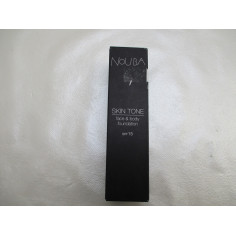 NOUBA
SKIN TONE
face & body
foundation